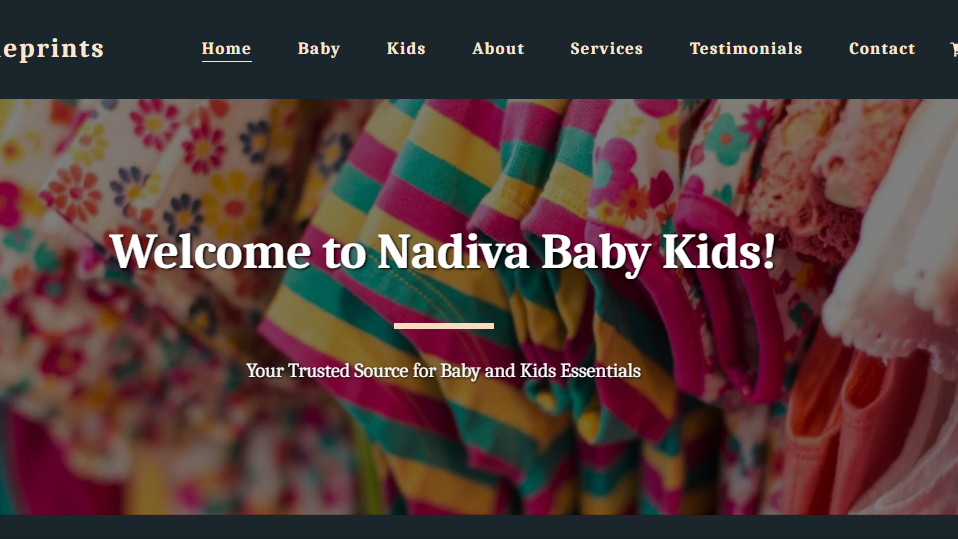 eprints
Home Baby Kids About Services Testimonials Contact
Welcome to Nadiva Baby Kids!
Your Trusted Source for Baby and Kids Essentials